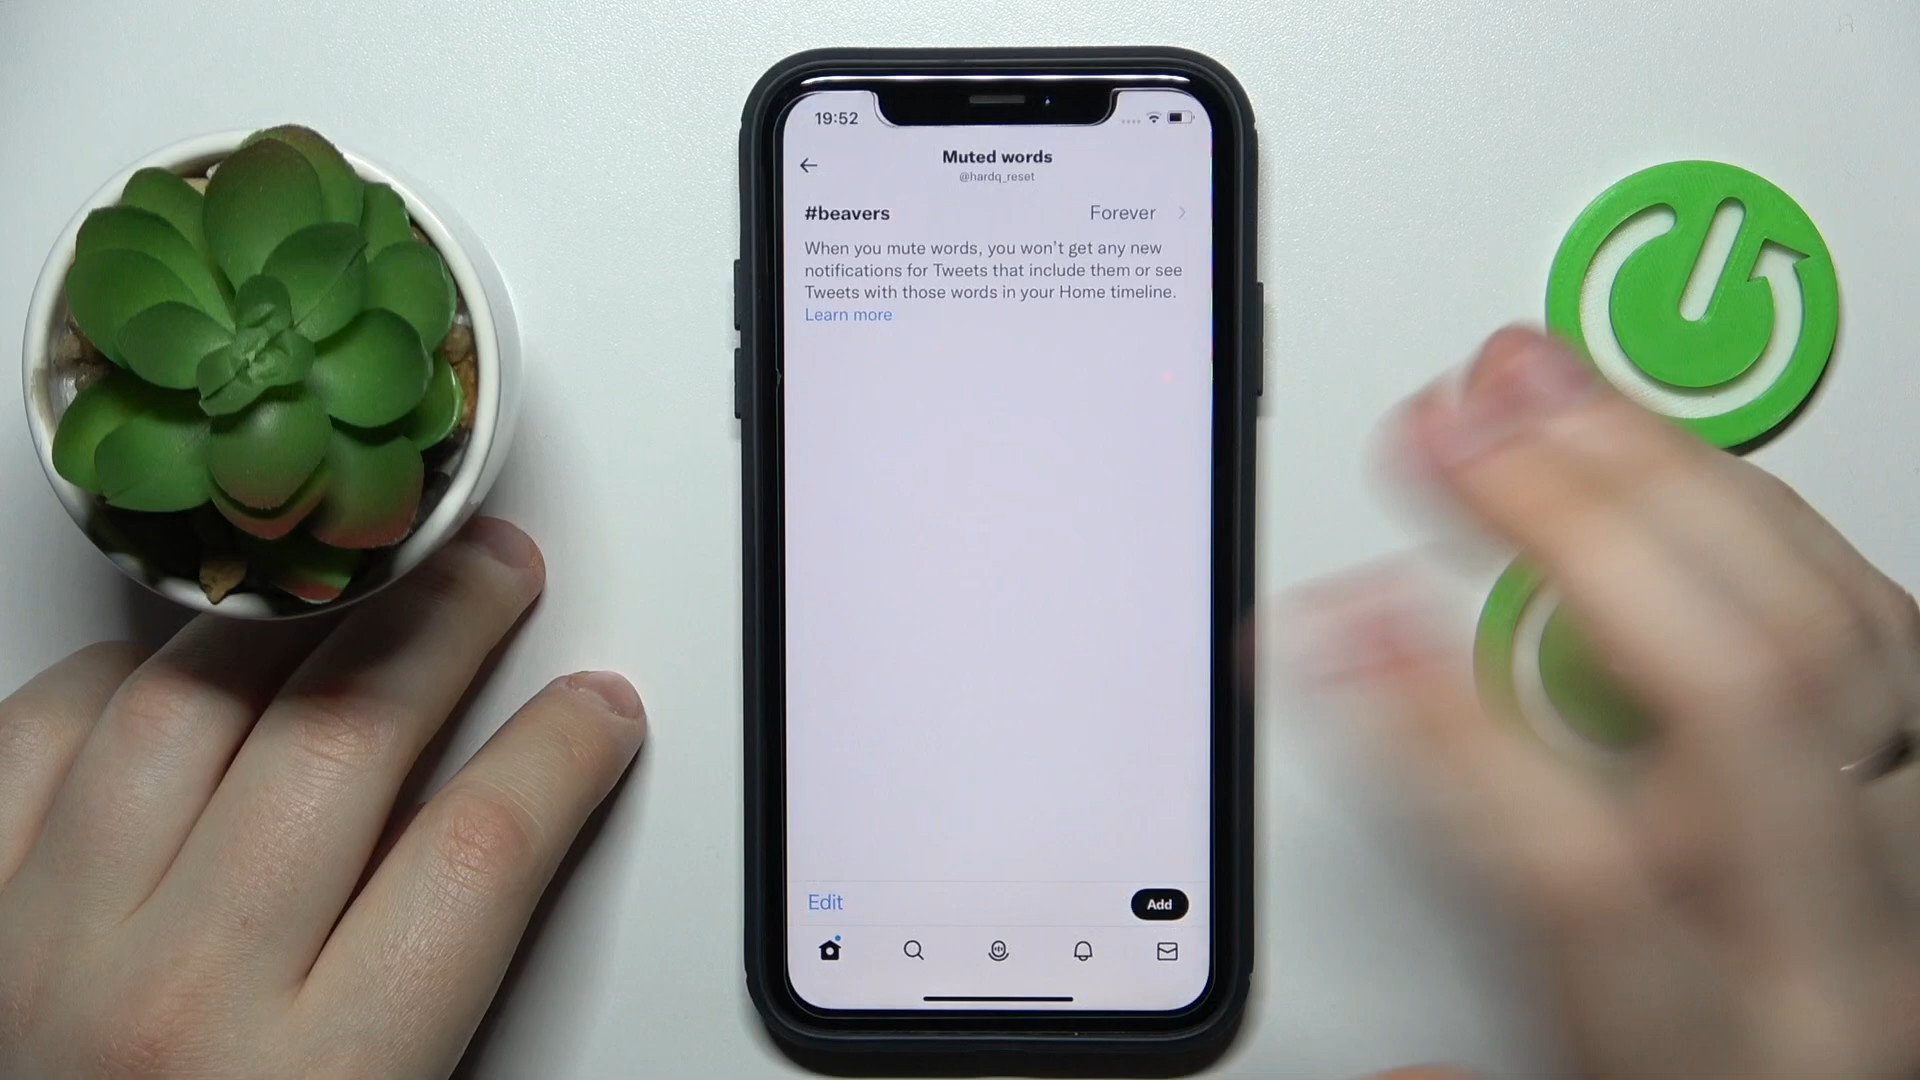 19:52
Muted words
@hardq_reset
#beavers Forever
When you mute words, you won't get any new
notifications for Tweets that include them or see
Tweets with those words in your Home timeline.
Learn more
Edit Add